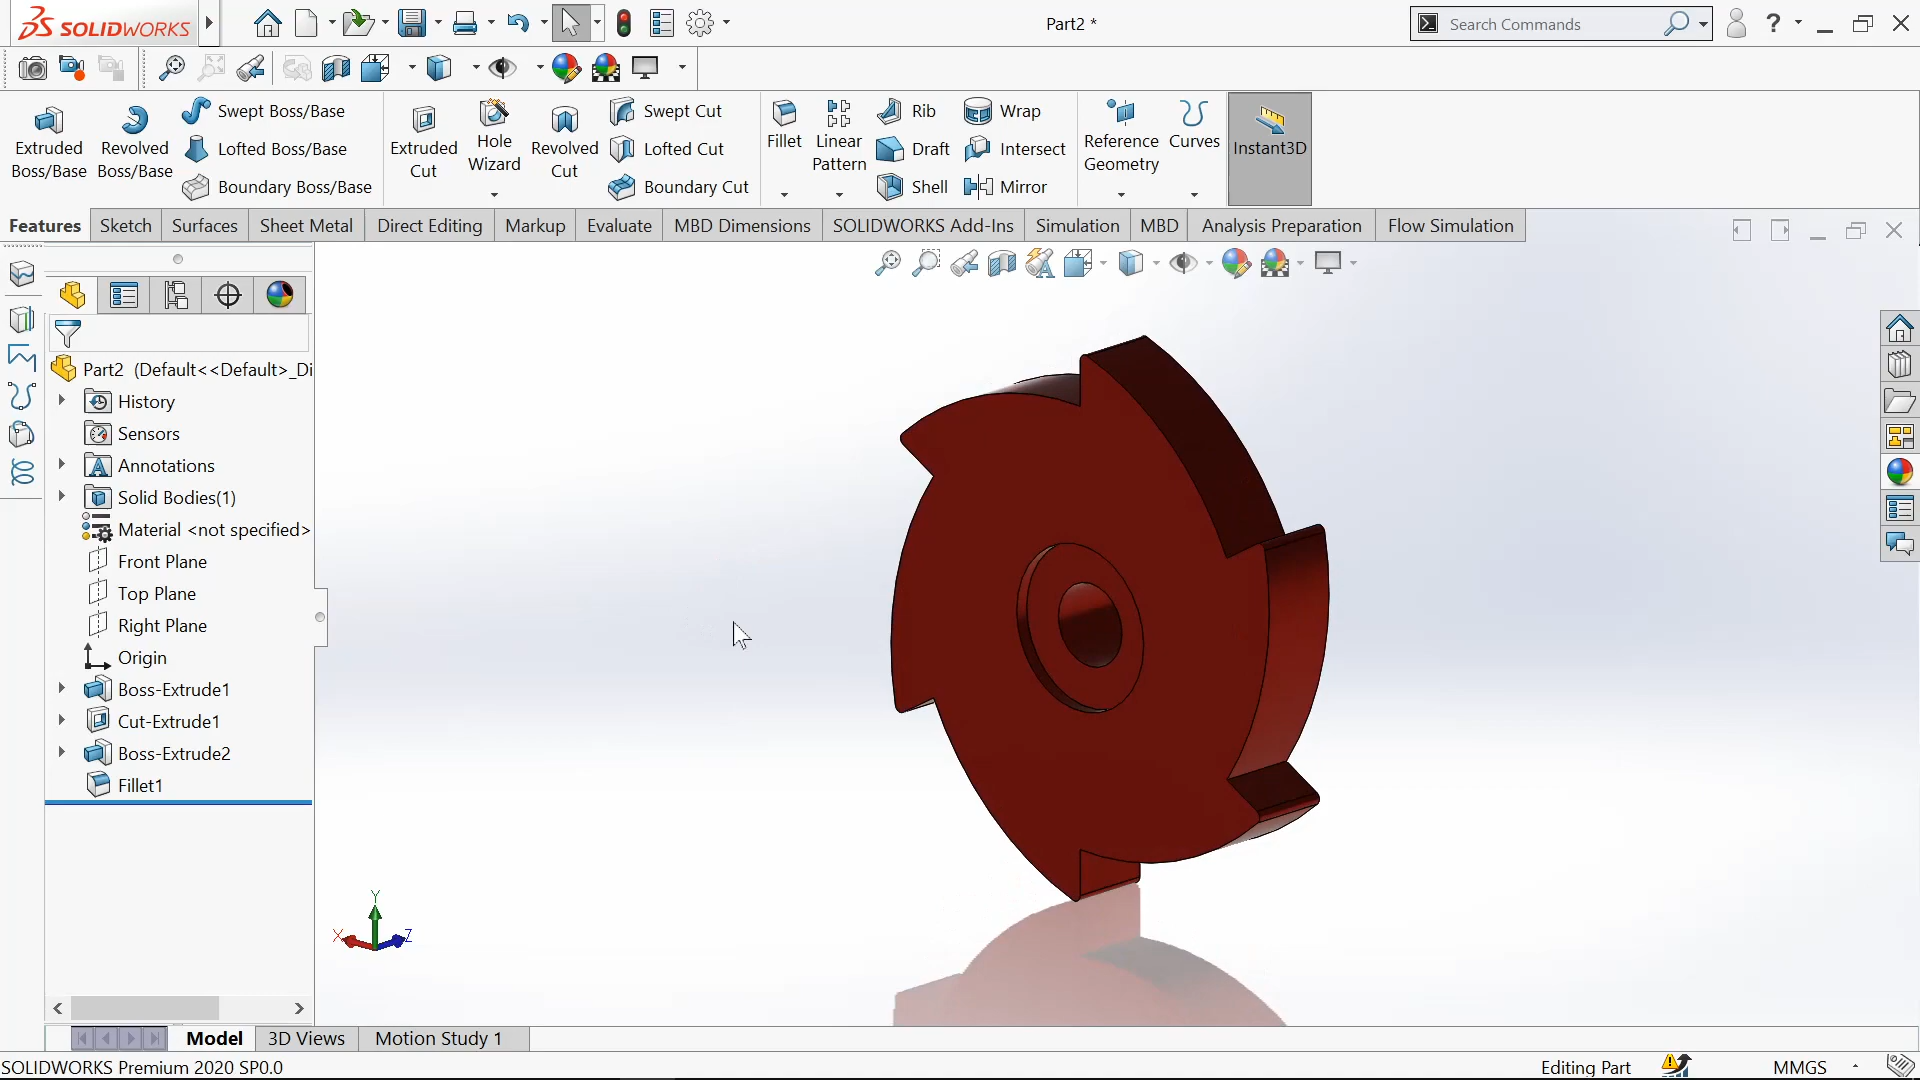 SOLIDWORKS
Part2 *
Search Commands
?
Extruded Boss/Base
Revolved Boss/Base
Swept Boss/Base
Lofted Boss/Base
Boundary Boss/Base
Extruded Cut
Hole Wizard
Revolved Cut
Swept Cut
Lofted Cut
Boundary Cut
Fillet
Linear Pattern
Rib
Draft
Shell
Wrap
Intersect
Mirror
Reference Geometry
Curves
Instant3D
Features
Sketch
Surfaces
Sheet Metal
Direct Editing
Markup
Evaluate
MBD Dimensions
SOLIDWORKS Add-Ins
Simulation
MBD
Analysis Preparation
Flow Simulation
Part2 (Default<<Default>_Di
History
Sensors
Annotations
Solid Bodies(1)
Material <not specified>
Front Plane
Top Plane
Right Plane
Origin
Boss-Extrude1
Cut-Extrude1
Boss-Extrude2
Fillet1
Y
X
Z
Model
3D Views
Motion Study 1
SOLIDWORKS Premium 2020 SP0.0
Editing Part
MMGS